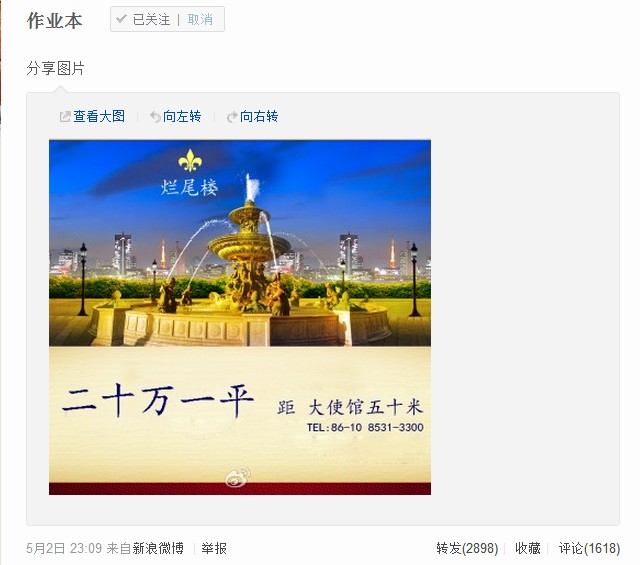 作业本
已关注 | 取消
分享图片
查看大图 向左转 向右转
烂尾楼
二十万一平
距 大使馆五十米
TEL:86-10 8531-3300
5月2日 23:09 来自新浪微博 举报
转发(2898) 收藏 评论(1618)